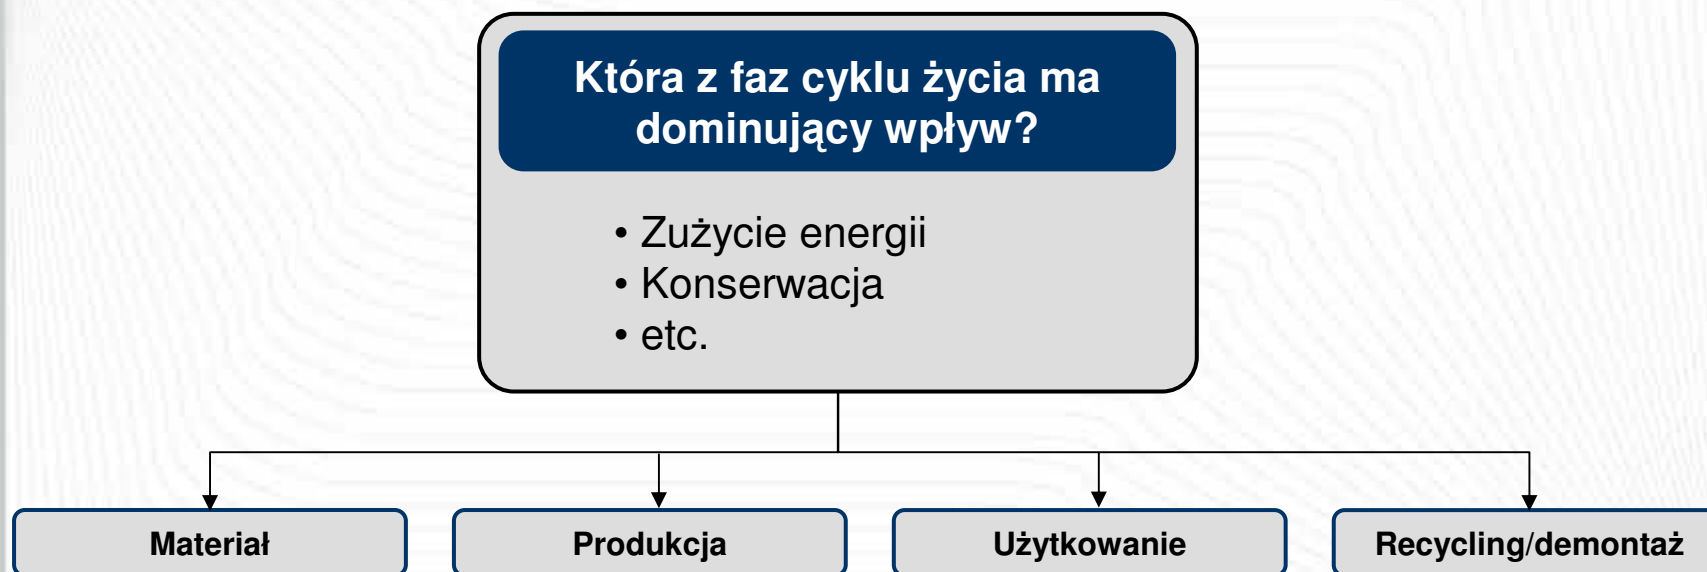 Która z faz cyklu życia ma
dominujący wpływ?
• Zużycie energii
• Konserwacja
• etc.
Materiał
Produkcja
Użytkowanie
Recycling/demontaż